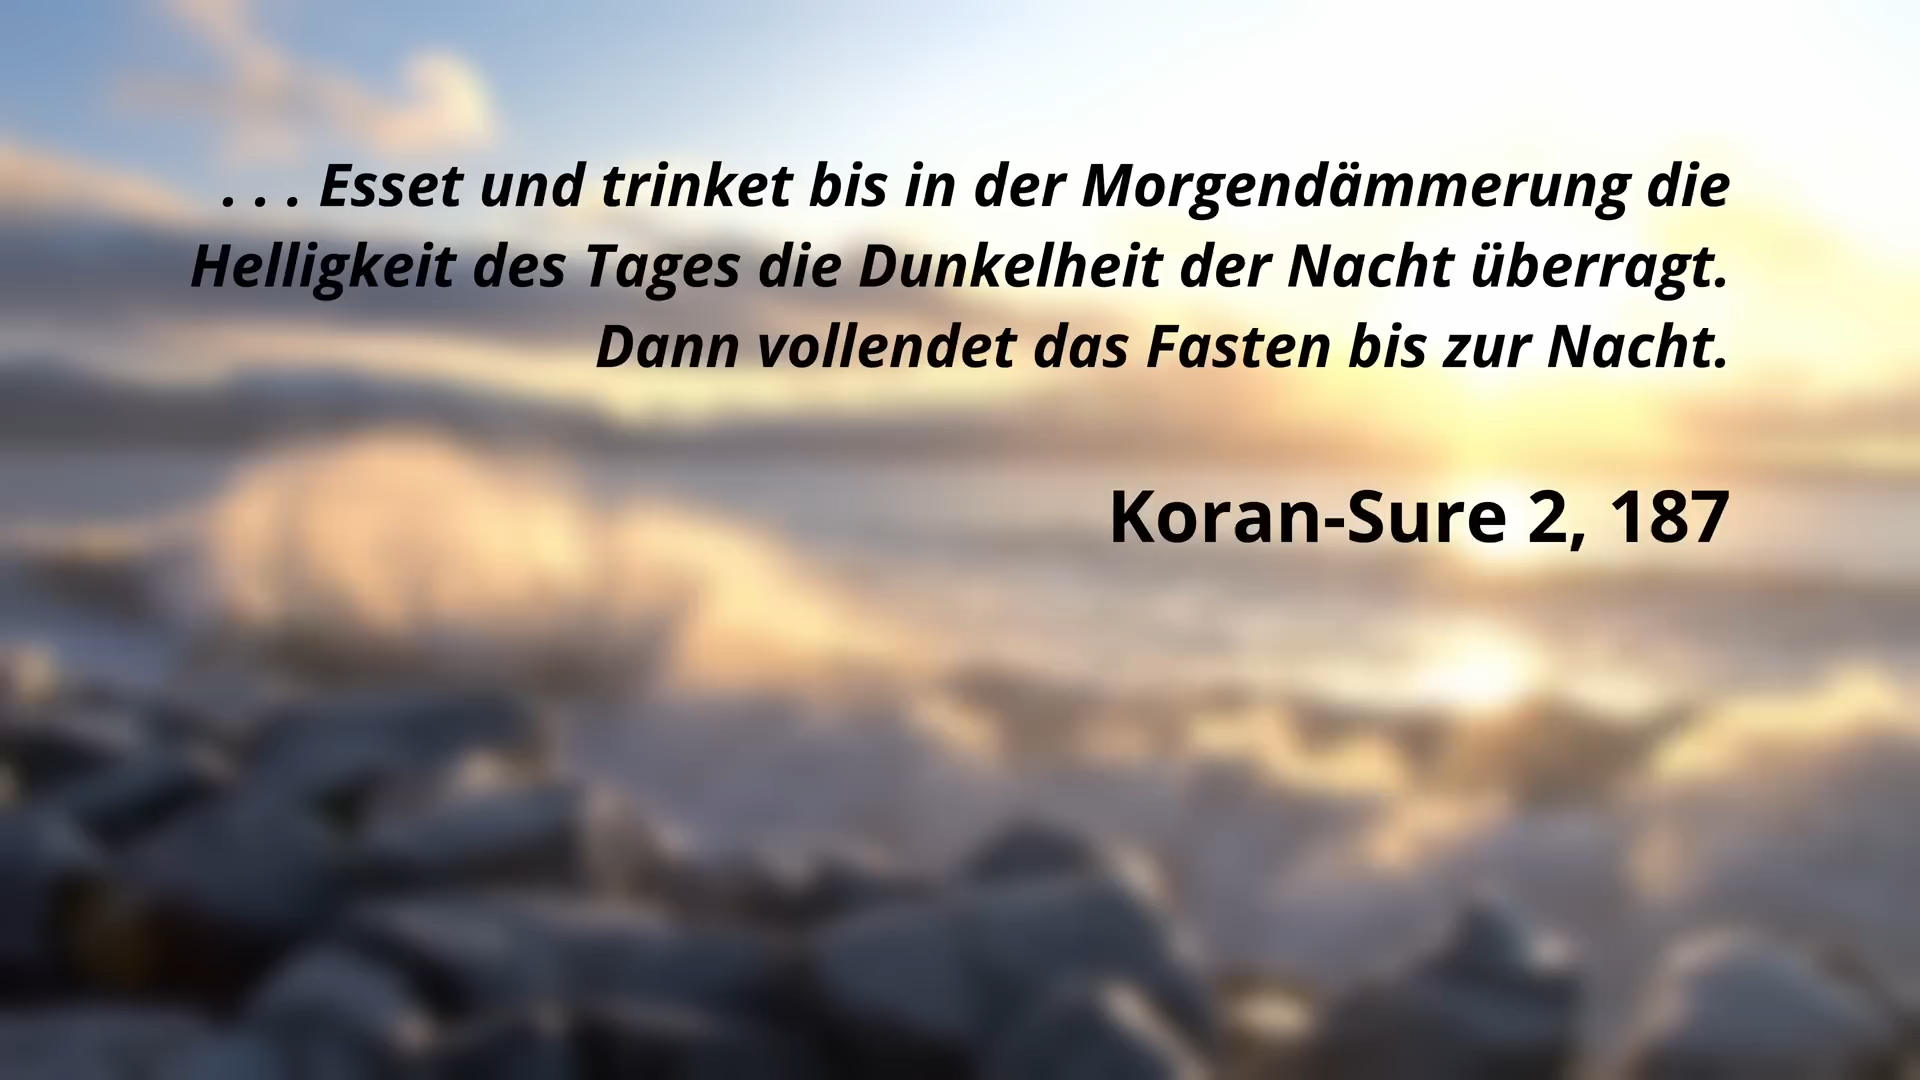 . . . Esset und trinket bis in der Morgendämmerung die
Helligkeit des Tages die Dunkelheit der Nacht überragt.
Dann vollendet das Fasten bis zur Nacht.
Koran-Sure 2, 187